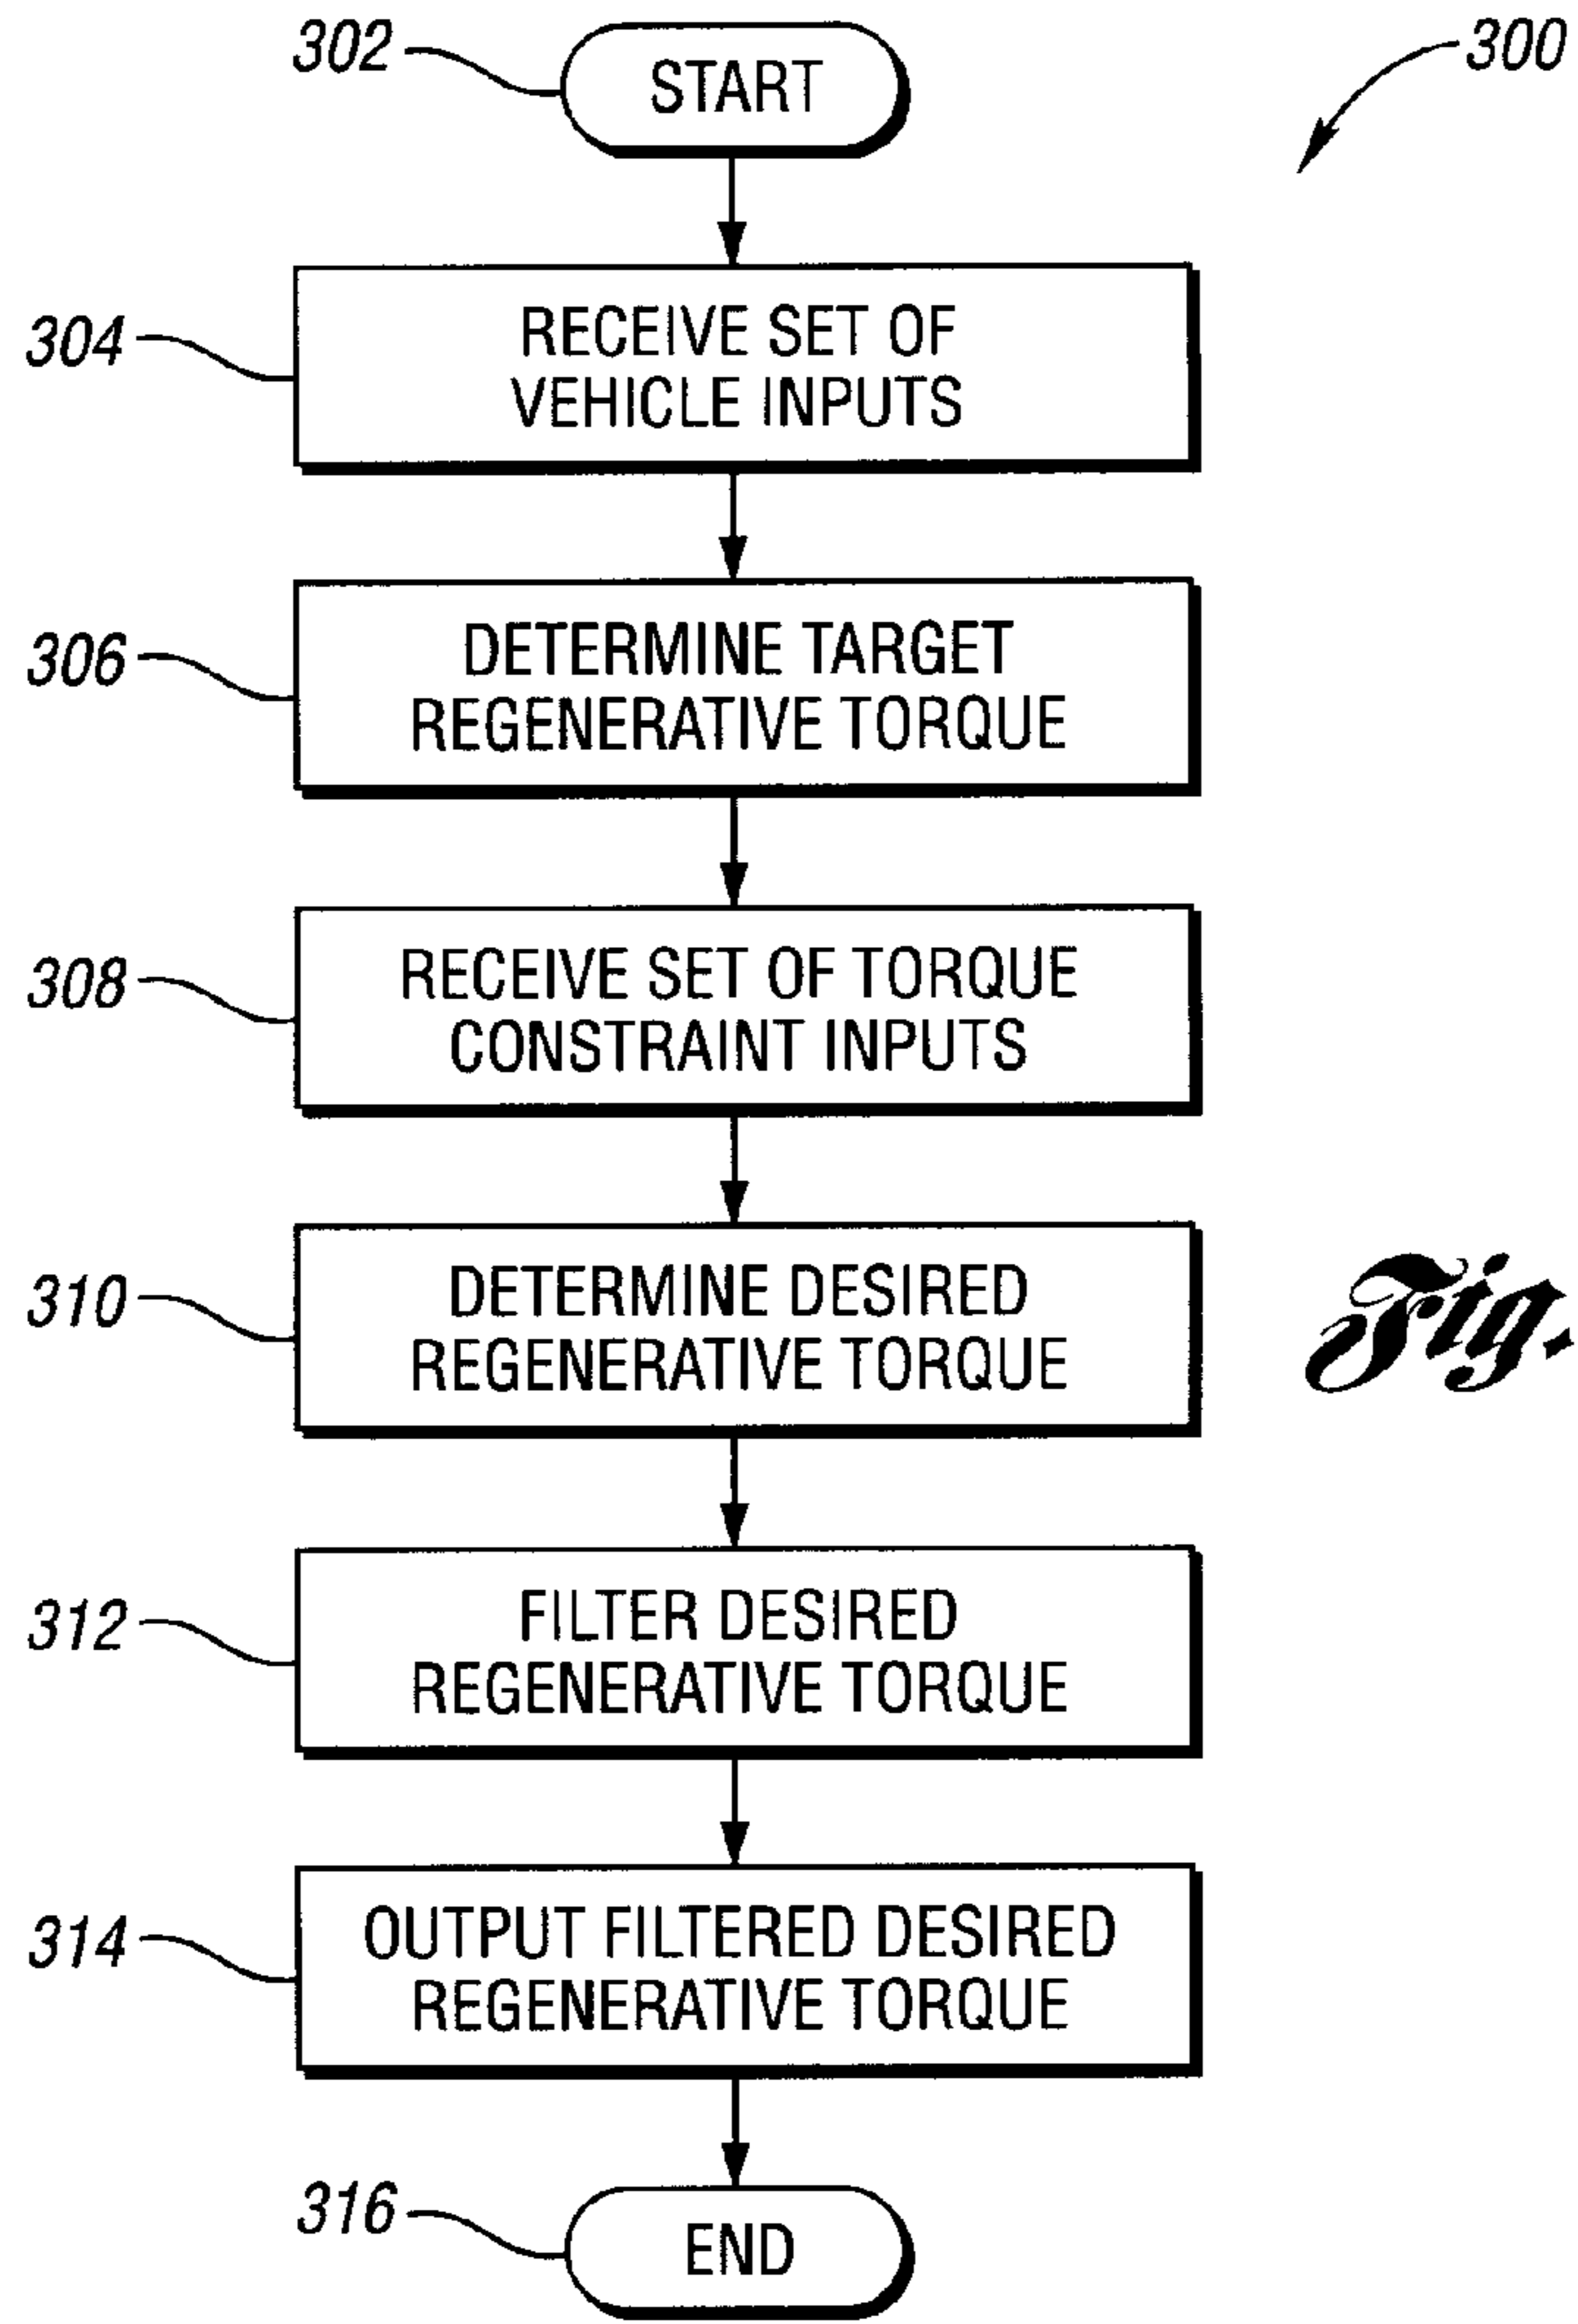 302
START
300
304
RECEIVE SET OF
VEHICLE INPUTS
306
DETERMINE TARGET
REGENERATIVE TORQUE
308
RECEIVE SET OF TORQUE
CONSTRAINT INPUTS
310
DETERMINE DESIRED
REGENERATIVE TORQUE
Fig.
312
FILTER DESIRED
REGENERATIVE TORQUE
314
OUTPUT FILTERED DESIRED
REGENERATIVE TORQUE
316
END